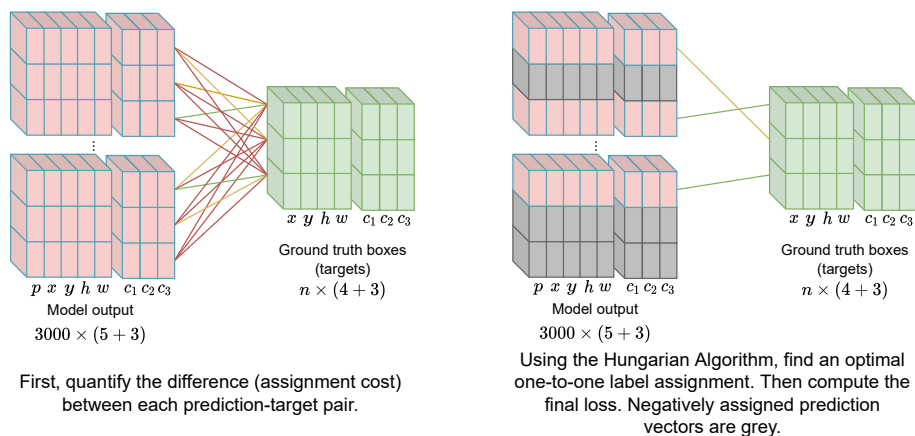 ⋮
p x y h w c₁ c₂ c₃
Model output
3000 × (5 + 3)
x y h w c₁ c₂ c₃
Ground truth boxes
(targets)
n × (4 + 3)
First, quantify the difference (assignment cost)
between each prediction-target pair.
⋮
p x y h w c₁ c₂ c₃
Model output
3000 × (5 + 3)
x y h w c₁ c₂ c₃
Ground truth boxes
(targets)
n × (4 + 3)
Using the Hungarian Algorithm, find an optimal
one-to-one label assignment. Then compute the
final loss. Negatively assigned prediction
vectors are grey.